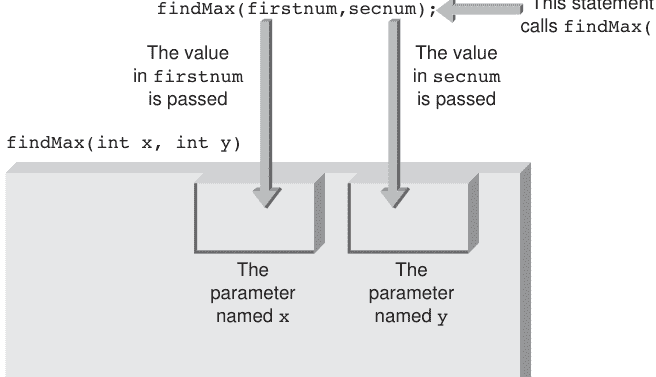 findMax(firstnum,secnum);
This statement
calls findMax(
The value
in firstnum
is passed
The value
in secnum
is passed
findMax(int x, int y)
The
parameter
named x
The
parameter
named y